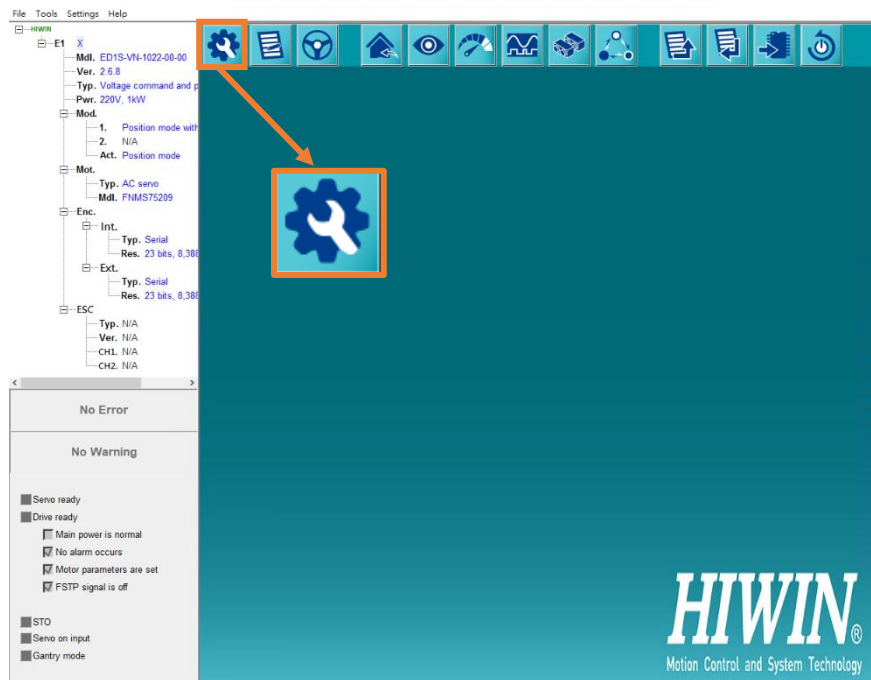 File Tools Settings Help
HIWIN
E1 X
Mdl. ED1S-VN-1022-00-00
Ver. 2.6.8
Typ. Voltage command and p
Pwr. 220V, 1kW
Mod.
1. Position mode with
2. N/A
Act. Position mode
Mot.
Typ. AC servo
Mdl. FNMS75209
Enc.
Int.
Typ. Serial
Res. 23 bits, 8,388
Ext.
Typ. Serial
Res. 23 bits, 8,388
ESC
Typ. N/A
Ver. N/A
CH1. N/A
CH2. N/A
No Error
No Warning
Servo ready
Drive ready
Main power is normal
No alarm occurs
Motor parameters are set
FSTP signal is off
STO
Servo on input
Gantry mode
HIWIN®
Motion Control and System Technology